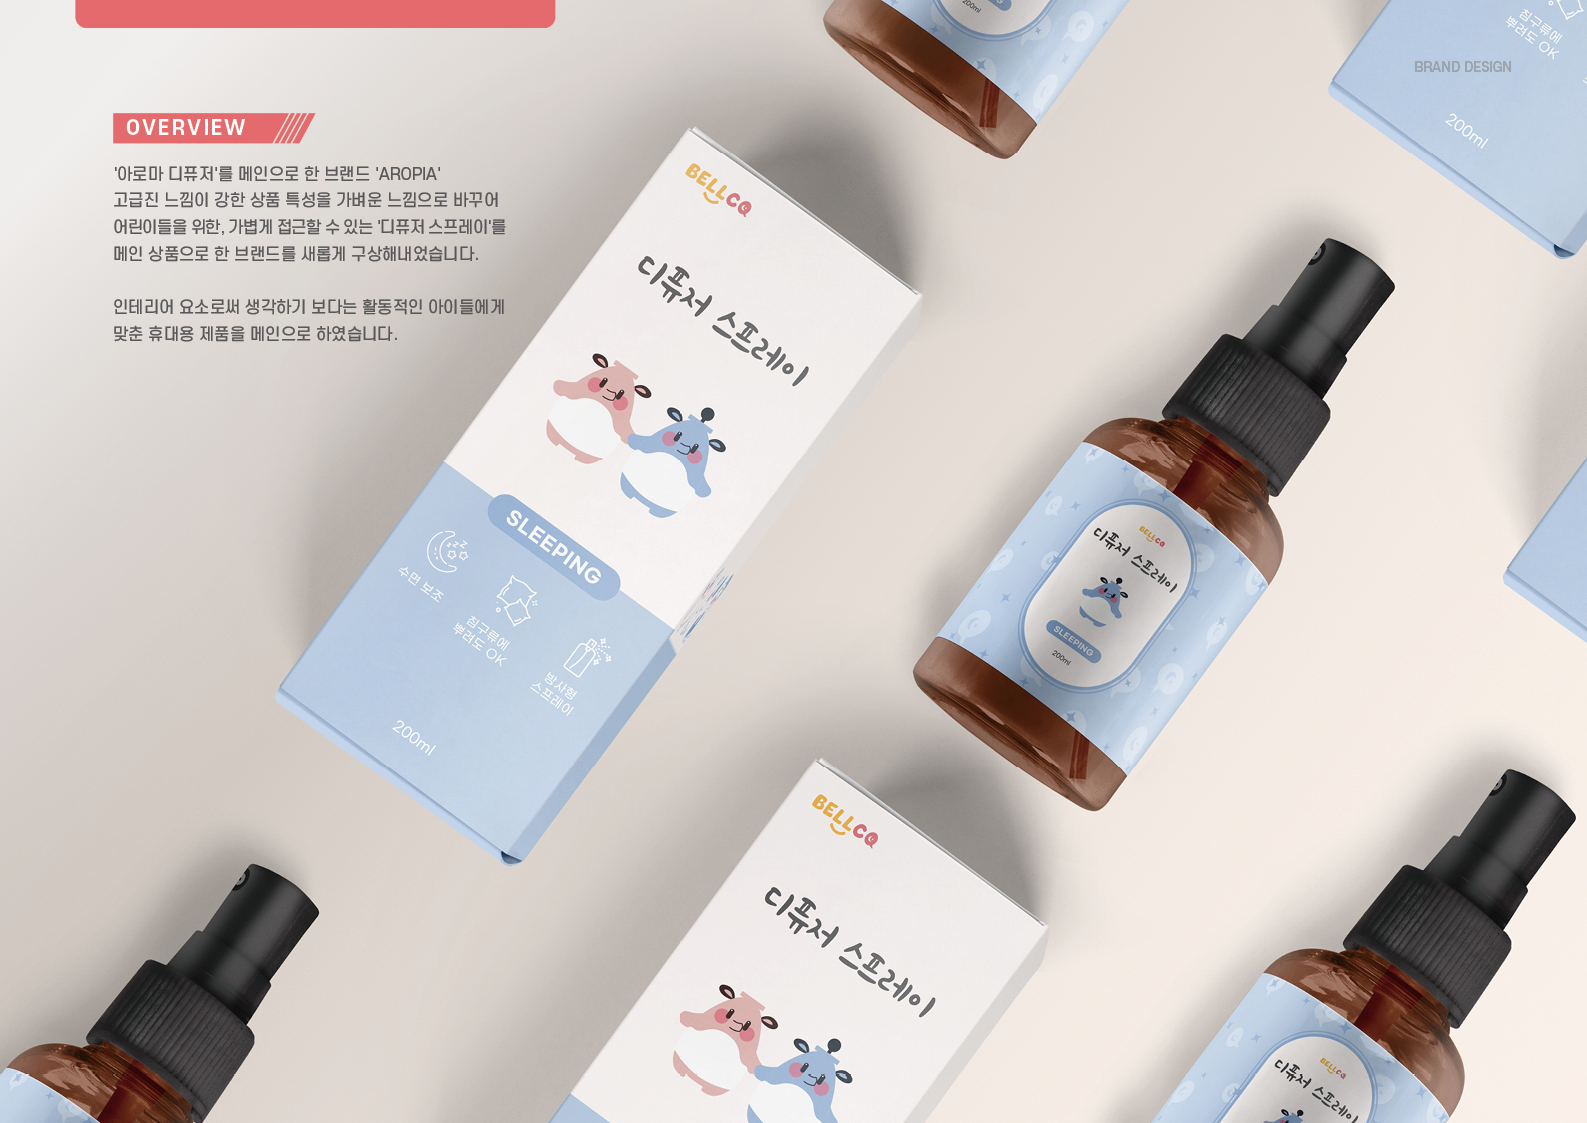 200ml
침구류에
뿌려도 OK
200ml
BRAND DESIGN
OVERVIEW
'아로마 디퓨저'를 메인으로 한 브랜드 'AROPIA'
고급진 느낌이 강한 상품 특성을 가벼운 느낌으로 바꾸어
어린이들을 위한, 가볍게 접근할 수 있는 '디퓨저 스프레이'를
메인 상품으로 한 브랜드를 새롭게 구상해내었습니다.
인테리어 요소로써 생각하기 보다는 활동적인 아이들에게
맞춘 휴대용 제품을 메인으로 하였습니다.
BELLCQ
디퓨저 스프레이
SLEEPING
수면 보조
침구류에
뿌려도 OK
방사형
스프레이
200ml
BELLCQ
디퓨저 스프레이
SLEEPING
200ml
BELLCQ
디퓨저 스프레이
BELLCQ
디퓨저 스프레이